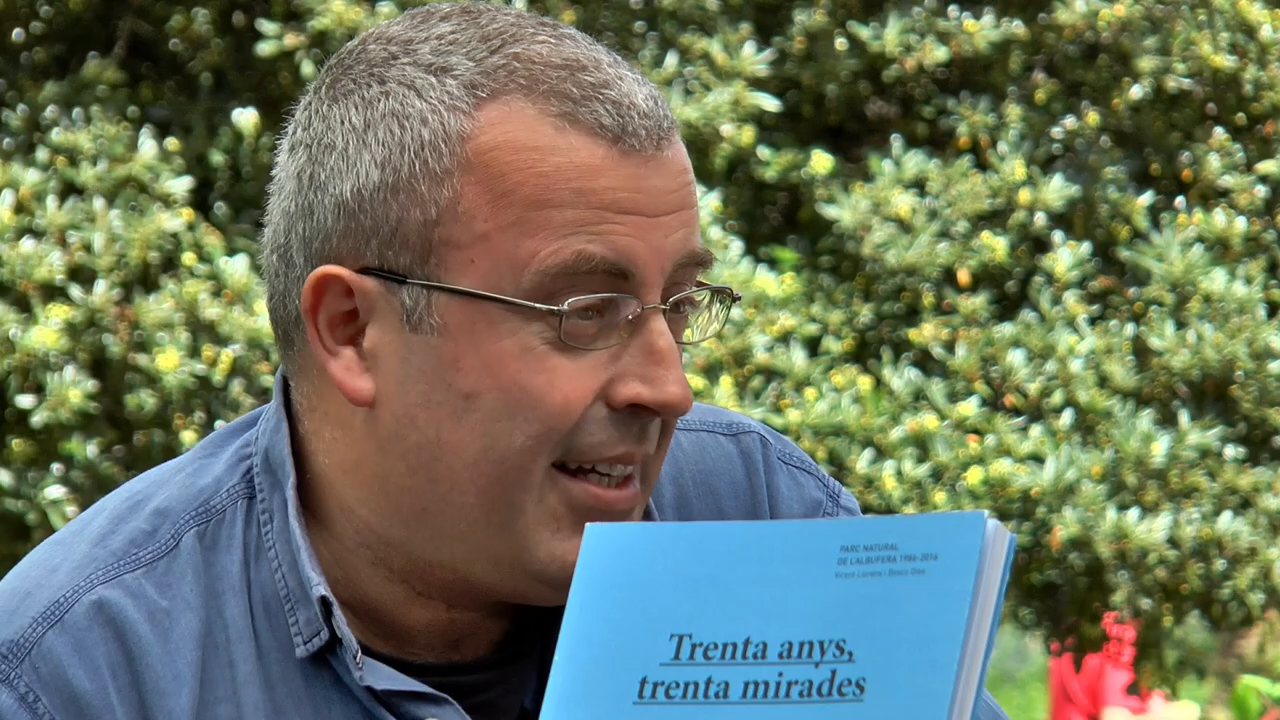 PARC NATURAL
DE L'ALBUFERA 1986-2016
Trenta anys,
trenta mirades